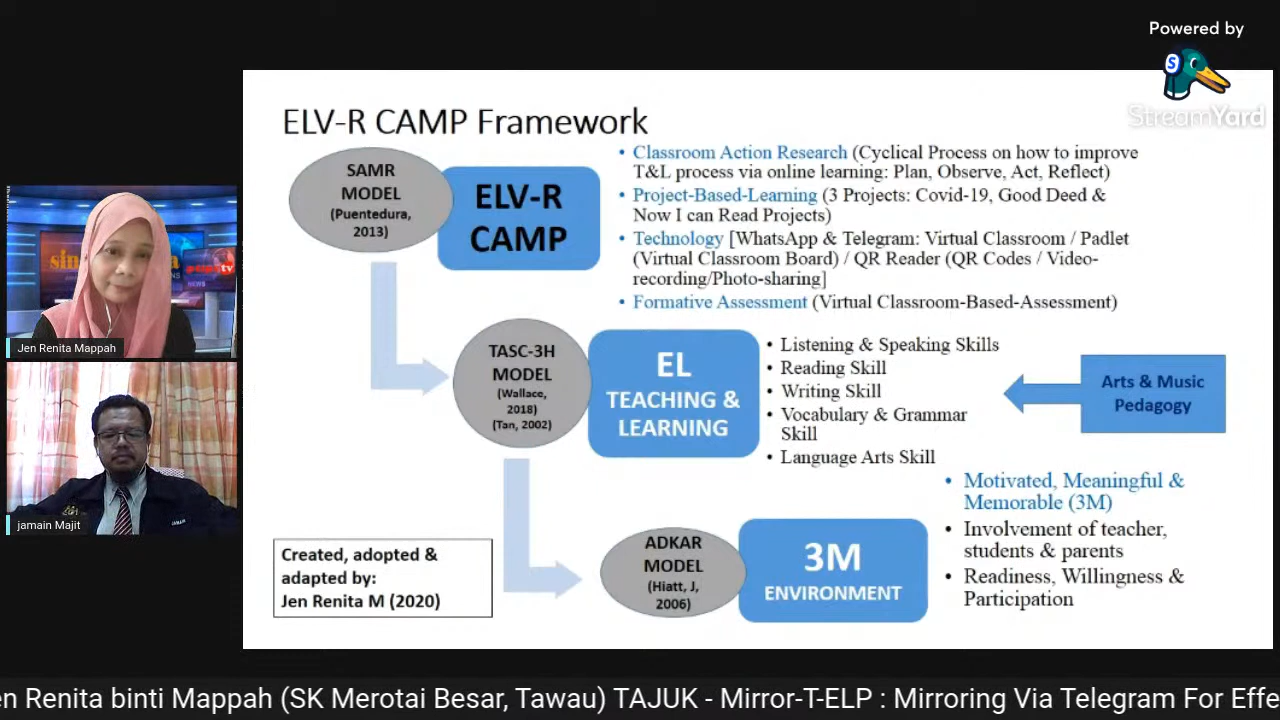 Powered by
StreamYard
ELV-R CAMP Framework
SAMR
MODEL
(Puentedura,
2013)
ELV-R
CAMP
• Classroom Action Research (Cyclical Process on how to improve
T&L process via online learning: Plan, Observe, Act, Reflect)
• Project-Based-Learning (3 Projects: Covid-19, Good Deed &
Now I can Read Projects)
• Technology [WhatsApp & Telegram: Virtual Classroom / Padlet
(Virtual Classroom Board) / QR Reader (QR Codes / Video-
recording/Photo-sharing]
• Formative Assessment (Virtual Classroom-Based-Assessment)
TASC-3H
MODEL
(Wallace,
2018)
(Tan, 2002)
EL
TEACHING &
LEARNING
• Listening & Speaking Skills
• Reading Skill
• Writing Skill
• Vocabulary & Grammar
Skill
• Language Arts Skill
Arts & Music
Pedagogy
ADKAR
MODEL
(Hiatt, J,
2006)
3M
ENVIRONMENT
• Motivated, Meaningful &
Memorable (3M)
• Involvement of teacher,
students & parents
• Readiness, Willingness &
Participation
Created, adopted &
adapted by:
Jen Renita M (2020)
Jen Renita Mappah
jamain Majit
en Renita binti Mappah (SK Merotai Besar, Tawau) TAJUK - Mirror-T-ELP : Mirroring Via Telegram For Effe